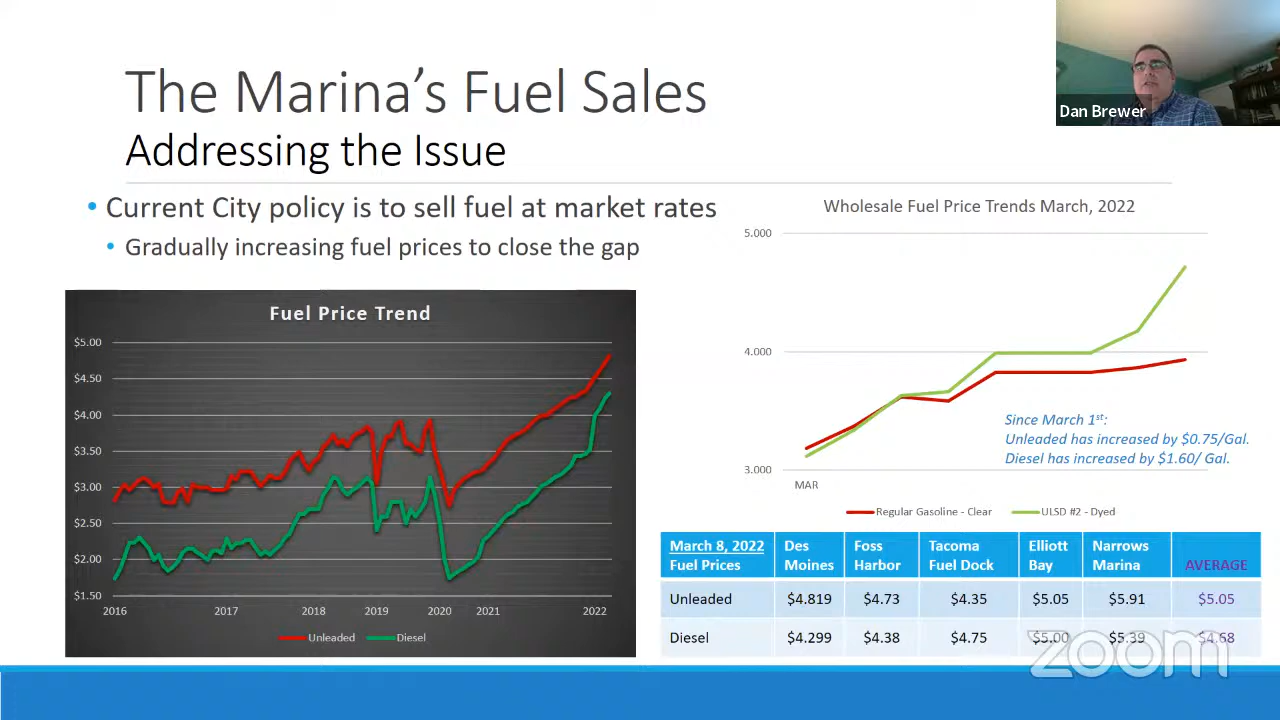 The Marina's Fuel Sales
Addressing the Issue
Dan Brewer
• Current City policy is to sell fuel at market rates
• Gradually increasing fuel prices to close the gap
Fuel Price Trend
$5.00
$4.50
$4.00
$3.50
$3.00
$2.50
$2.00
$1.50
2016 2017 2018 2019 2020 2021 2022
Unleaded Diesel
Wholesale Fuel Price Trends March, 2022
5.000
4.000
3.000
MAR
Since March 1st:
Unleaded has increased by $0.75/Gal.
Diesel has increased by $1.60/ Gal.
Regular Gasoline - Clear ULSD #2 - Dyed
March 8, 2022 Des Foss Tacoma Elliott Narrows
Fuel Prices Moines Harbor Fuel Dock Bay Marina AVERAGE
Unleaded $4.819 $4.73 $4.35 $5.05 $5.91 $5.05
Diesel $4.299 $4.38 $4.75 $5.00 $5.39 $4.68
zoom